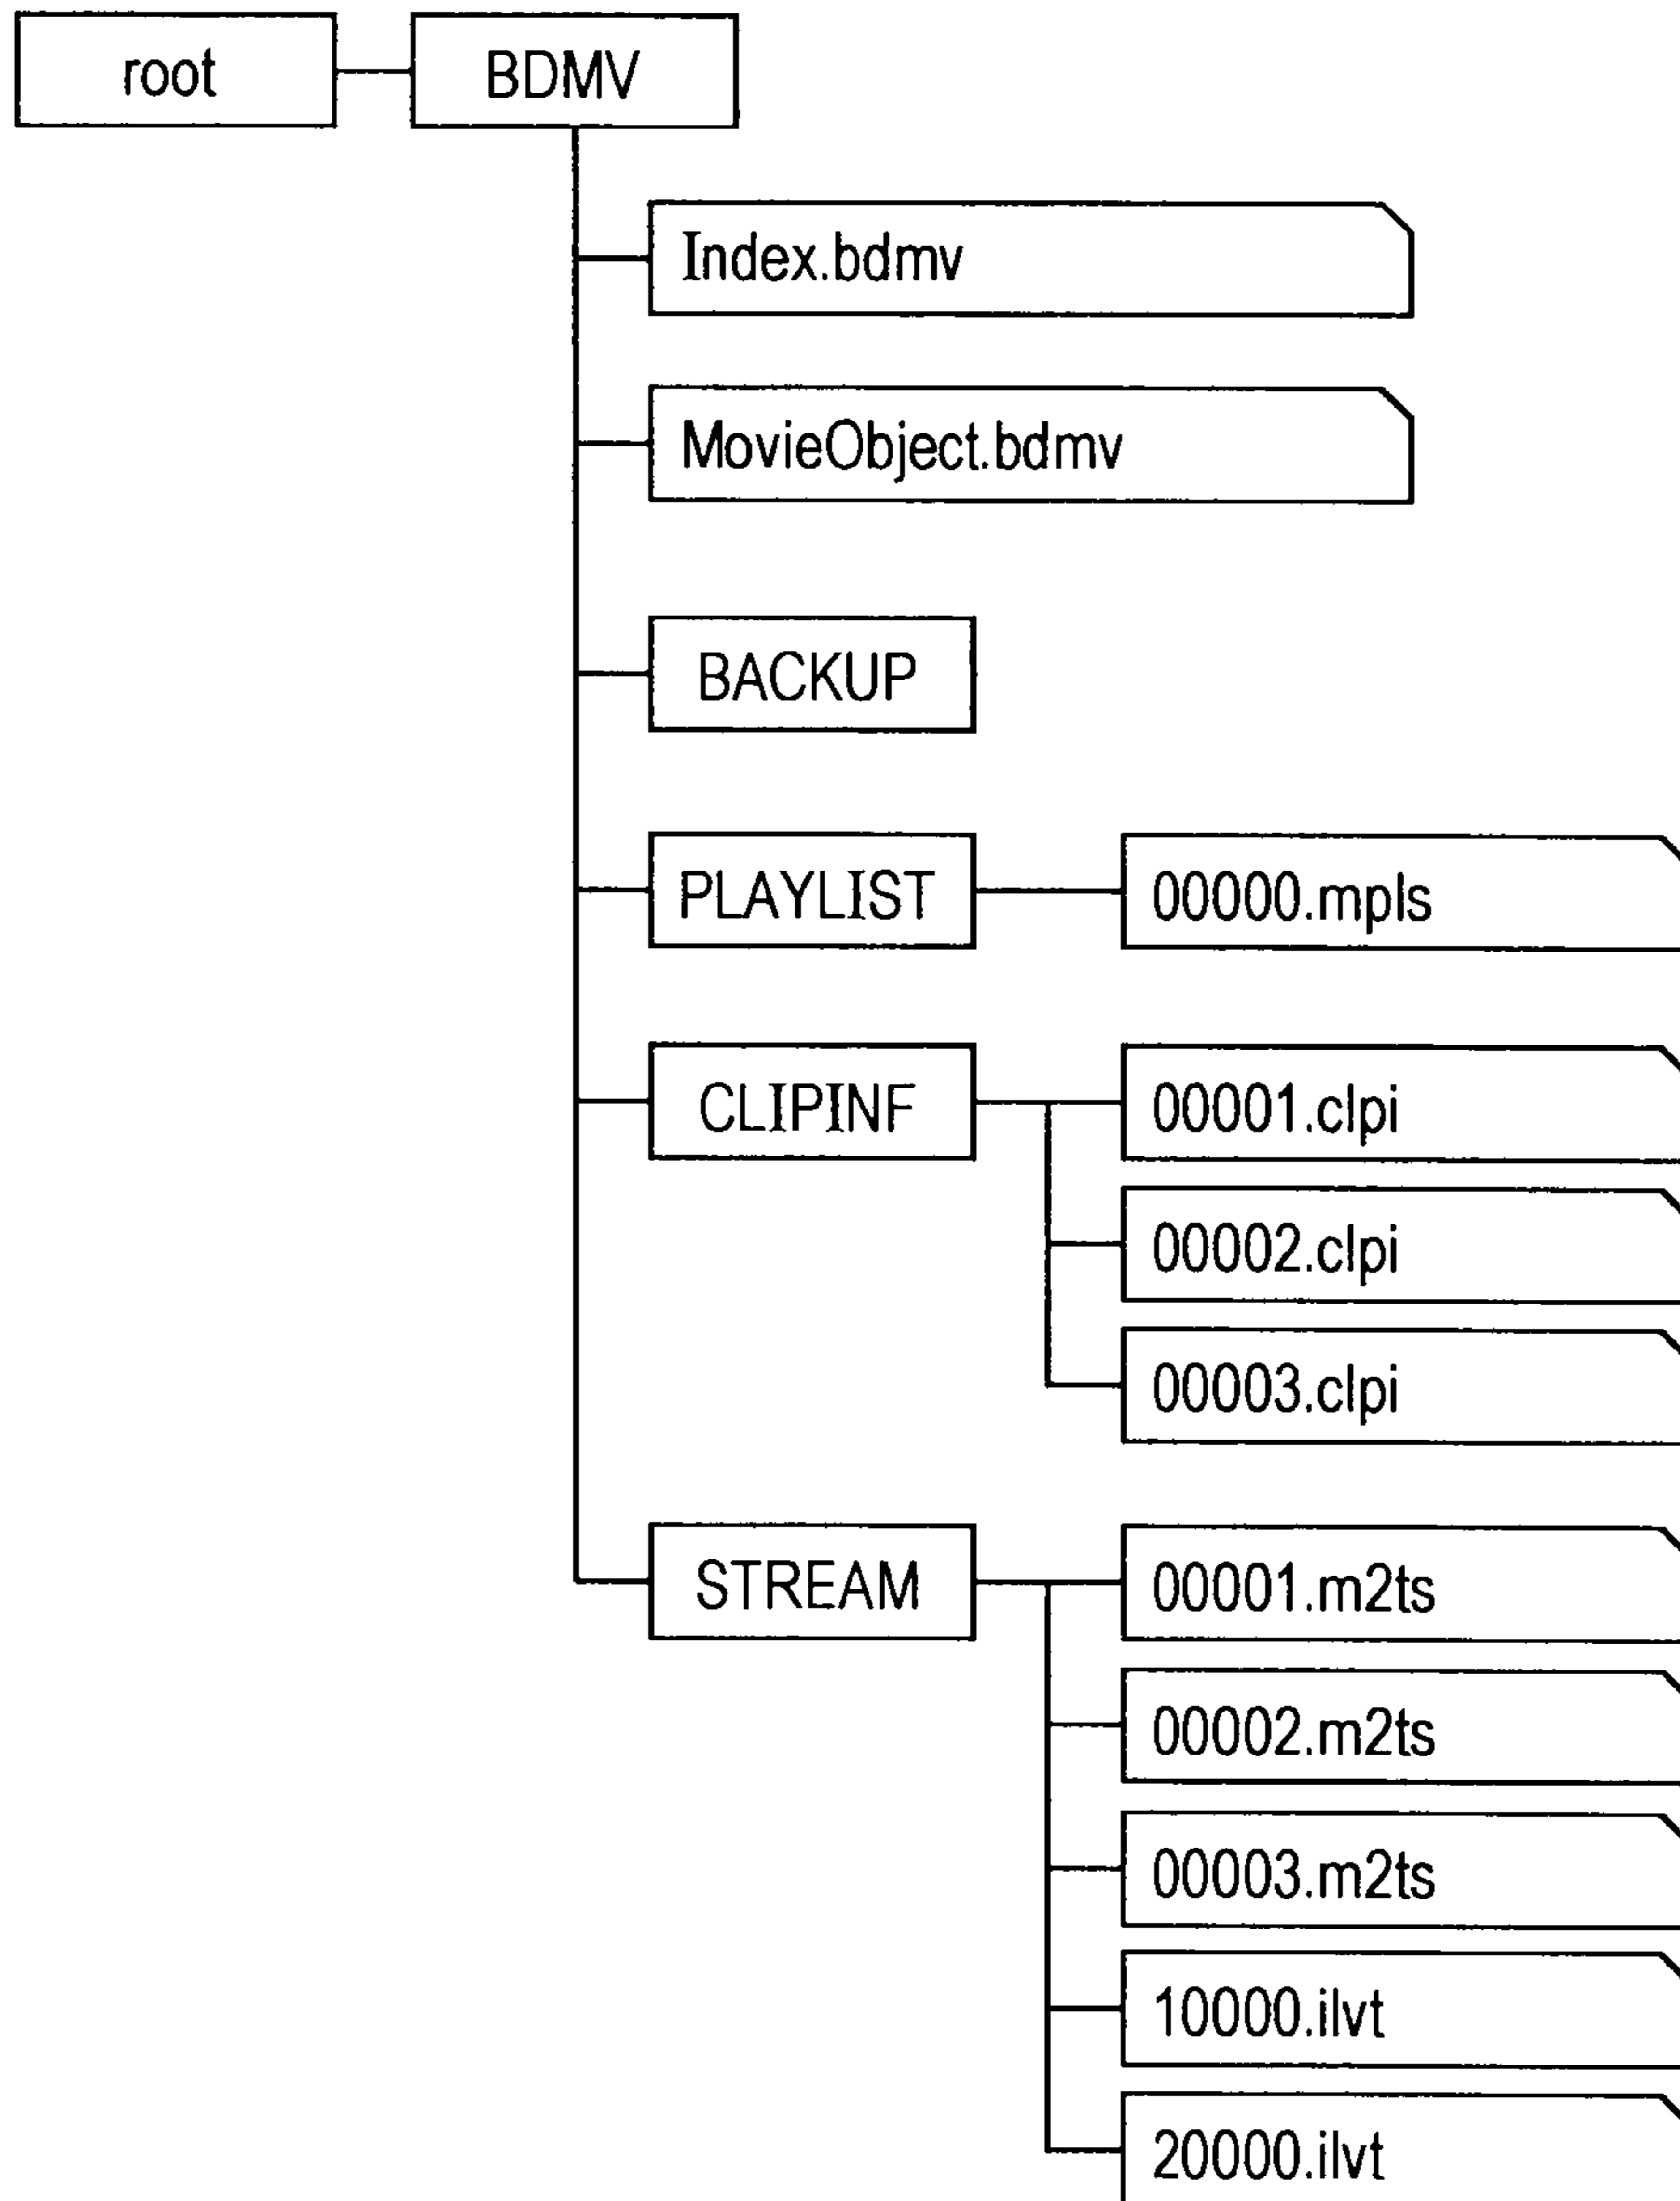 root
BDMV
Index.bdmv
MovieObject.bdmv
BACKUP
PLAYLIST
00000.mpls
CLIPINF
00001.clpi
00002.clpi
00003.clpi
STREAM
00001.m2ts
00002.m2ts
00003.m2ts
10000.ilvt
20000.ilvt